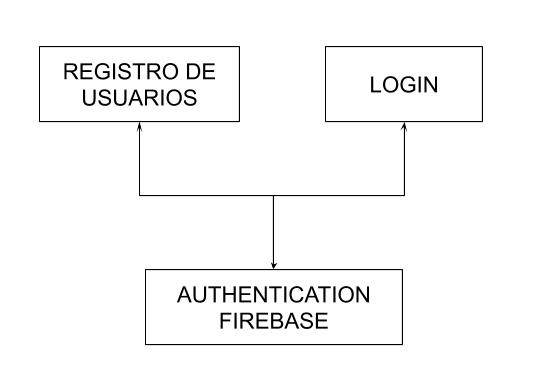 REGISTRO DE
USUARIOS
LOGIN
AUTHENTICATION
FIREBASE